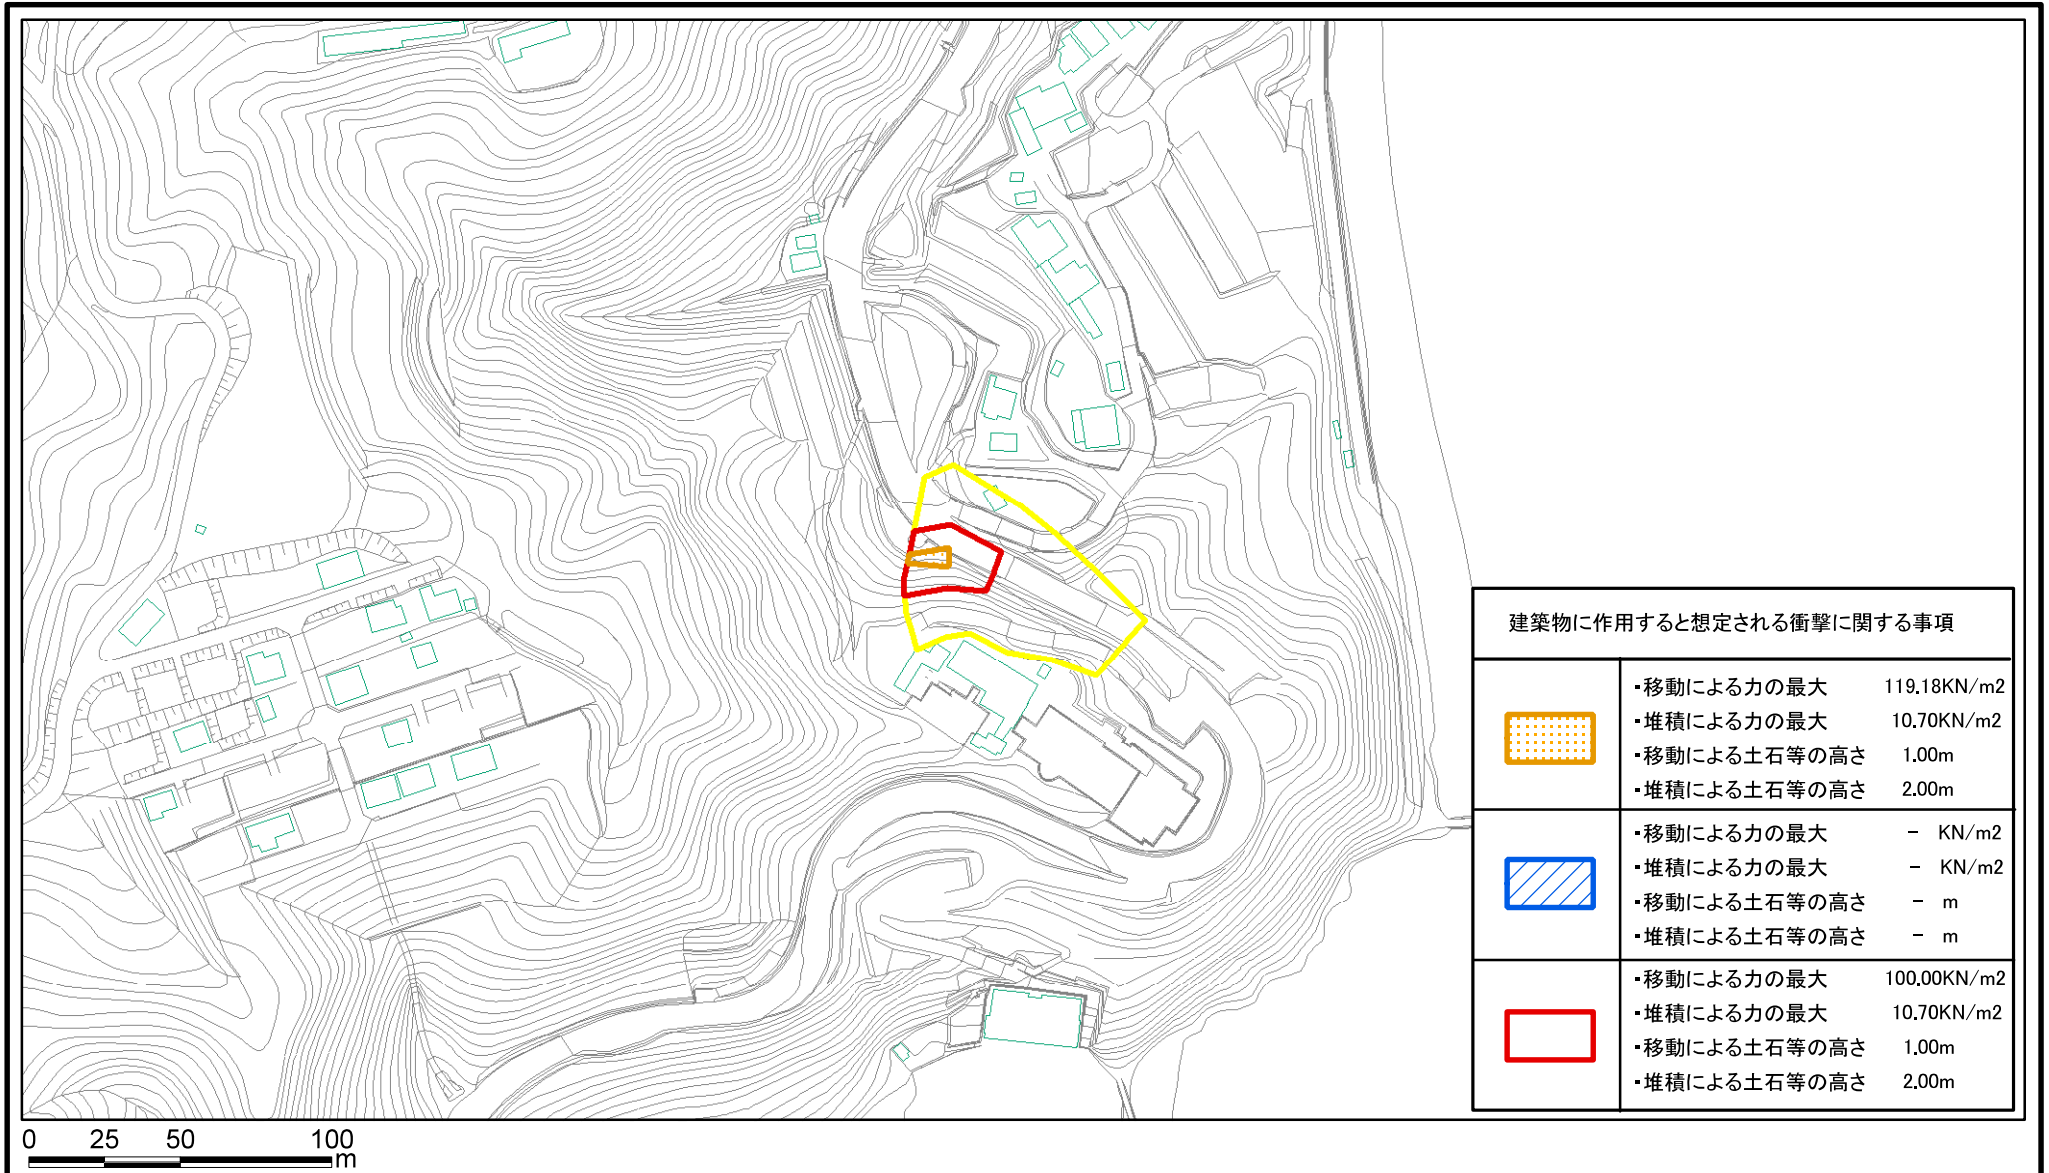 建築物に作用すると想定される衝撃に関する事項
・移動による力の最大 119.18KN/m2
・堆積による力の最大 10.70KN/m2
・移動による土石等の高さ 1.00m
・堆積による土石等の高さ 2.00m
・移動による力の最大 - KN/m2
・堆積による力の最大 - KN/m2
・移動による土石等の高さ - m
・堆積による土石等の高さ - m
・移動による力の最大 100.00KN/m2
・堆積による力の最大 10.70KN/m2
・移動による土石等の高さ 1.00m
・堆積による土石等の高さ 2.00m
0 25 50 100
m